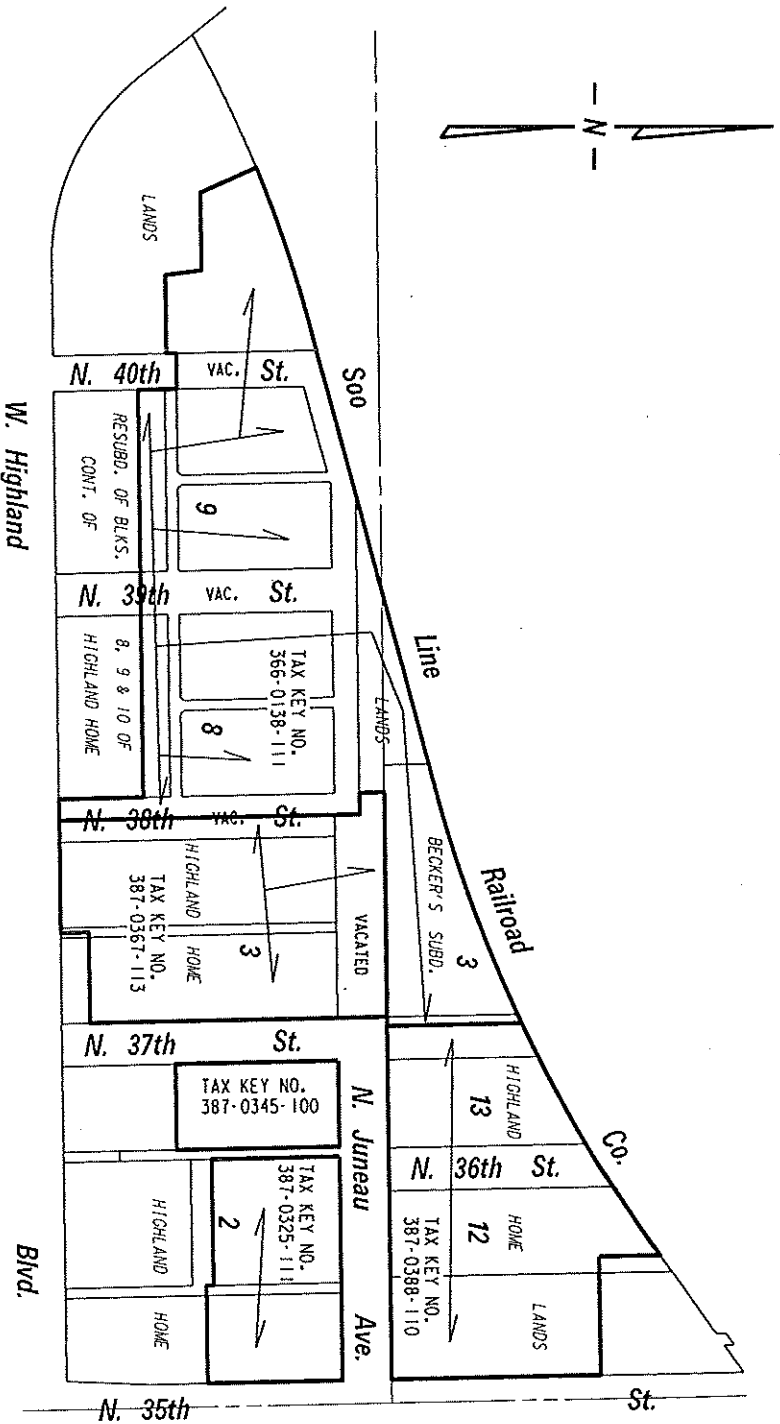 N
LANDS
N. 40th VAC. St.
Soo
W. Highland
RESUBD. OF BLKS.
CONT. OF
9
N. 39th VAC. St.
Line
8, 9 & 10 OF
HIGHLAND HOME
TAX KEY NO.
366-0138-111
8
LANDS
N. 38th VAC. St.
BECKER'S SUBD.
3
Railroad
HIGHLAND HOME
TAX KEY NO.
387-0367-113
3
VACATED
N. 37th St.
TAX KEY NO.
387-0345-100
N. Juneau Ave.
HIGHLAND HOME
13
Co.
N. 36th St.
12
LANDS
TAX KEY NO.
387-0388-110
TAX KEY NO.
387-0325-111
2
HIGHLAND HOME
Blvd.
N. 35th St.